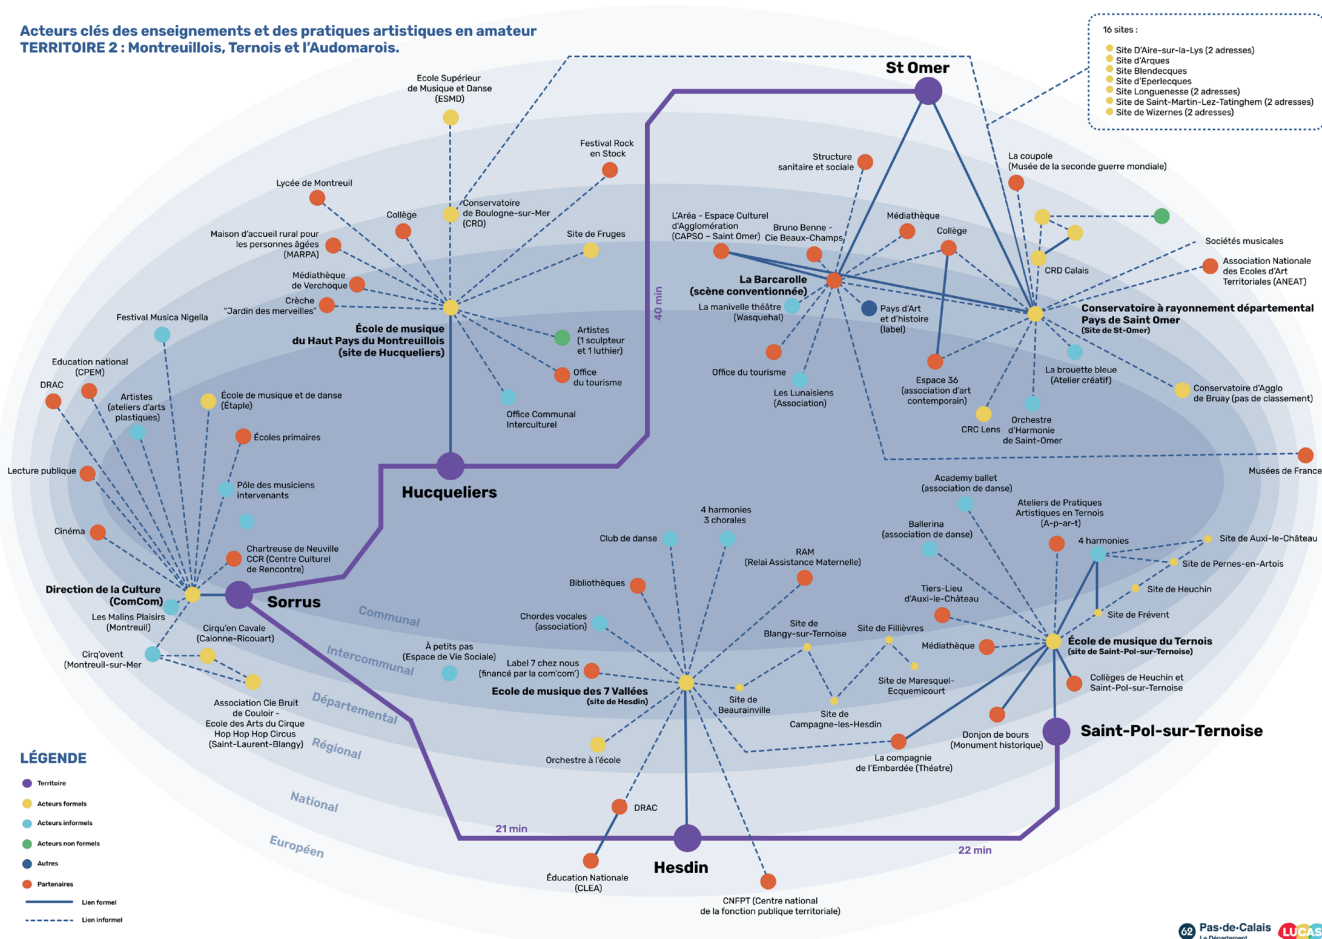 Acteurs clés des enseignements et des pratiques artistiques en amateur
TERRITOIRE 2 : Montreuillois, Ternois et l'Audomarois.
16 sites :
Site D'Aire-sur-la-Lys (2 adresses)
Site d'Arques
Site Blendecques
Site d'Eperlecques
Site Longuenesse (2 adresses)
Site de Saint-Martin-Lez-Tatinghem (2 adresses)
Site de Wizernes (2 adresses)
St Omer
Ecole Supérieur
de Musique et Danse
(ESMD)
Festival Rock
en Stock
Lycée de Montreuil
Collège
Conservatoire
de Boulogne-sur-Mer
(CRD)
Maison d'accueil rural pour
les personnes âgées
(MARPA)
Site de Fruges
Médiathèque
de Verchoque
Crèche
"Jardin des merveilles"
École de musique
du Haut Pays du Montreuillois
(site de Hucqueliers)
Artistes
(1 sculpteur
et 1 luthier)
Office
du tourisme
Office Communal
Interculturel
Hucqueliers
40 min
Structure
sanitaire et sociale
L'Aréa - Espace Culturel
d'Agglomération
(CAPSO – Saint Omer)
Bruno Benne -
Cie Beaux-Champs
Médiathèque
Collège
La Barcarolle
(scène conventionnée)
La manivelle théâtre
(Wasquehal)
Pays d'Art
et d'histoire
(label)
Office du tourisme
Les Lunaisiens
(Association)
Espace 36
(association d'art
contemporain)
CRC Lens
Orchestre
d'Harmonie
de Saint-Omer
La brouette bleue
(Atelier créatif)
Conservatoire d'Agglo
de Bruay (pas de classement)
La coupole
(Musée de la seconde guerre mondiale)
CRD Calais
Sociétés musicales
Association Nationale
des Ecoles d'Art
Territoriales (ANEAT)
Conservatoire à rayonnement départemental
Pays de Saint Omer
(Site de St-Omer)
Musées de France
Festival Musica Nigella
Education national
(CPEM)
DRAC
Artistes
(ateliers d'arts
plastiques)
École de musique et de danse
(Étaple)
Écoles primaires
Lecture publique
Pôle des musiciens
intervenants
Cinéma
Chartreuse de Neuville
CCR (Centre Culturel
de Rencontre)
Direction de la Culture
(ComCom)
Sorrus
Les Malins Plaisirs
(Montreuil)
Cirqu'en Cavale
(Calonne-Ricouart)
Cirq'ovent
(Montreuil-sur-Mer
Association Cie Bruit
de Couloir -
Ecole des Arts du Cirque
Hop Hop Hop Circus
(Saint-Laurent-Blangy)
Communal
Intercommunal
Départemental
Régional
National
Européen
Club de danse
4 harmonies
3 chorales
RAM
(Relai Assistance Maternelle)
Bibliothèques
Chordes vocales
(association)
À petits pas
(Espace de Vie Sociale)
Label 7 chez nous
(financé par la com'com')
Ecole de musique des 7 Vallées
(site de Hesdin)
Site de
Beaurainville
Site de
Blangy-sur-Ternoise
Site de
Campagne-les-Hesdin
Site de Fillièvres
Site de Maresquel-
Ecquemicourt
Orchestre à l'école
DRAC
Éducation Nationale
(CLEA)
CNFPT (Centre national
de la fonction publique territoriale)
La compagnie
de l'Embardée (Théatre)
21 min
Hesdin
22 min
Academy ballet
(association de danse)
Ateliers de Pratiques
Artistiques en Ternois
(A-p-ar-t)
Ballerina
(association de danse)
4 harmonies
Site de Auxi-le-Château
Site de Pernes-en-Artois
Site de Heuchin
Site de Frévent
Tiers-Lieu
d'Auxi-le-Château
Médiathèque
École de musique du Ternois
(site de Saint-Pol-sur-Ternoise)
Collèges de Heuchin et
Saint-Pol-sur-Ternoise
Donjon de bours
(Monument historique)
Saint-Pol-sur-Ternoise
LÉGENDE
Territoire
Acteurs formels
Acteurs informels
Acteurs non formels
Autres
Partenaires
Lien formel
Lien informel
62 Pas-de-Calais
Le Département
LUCAS